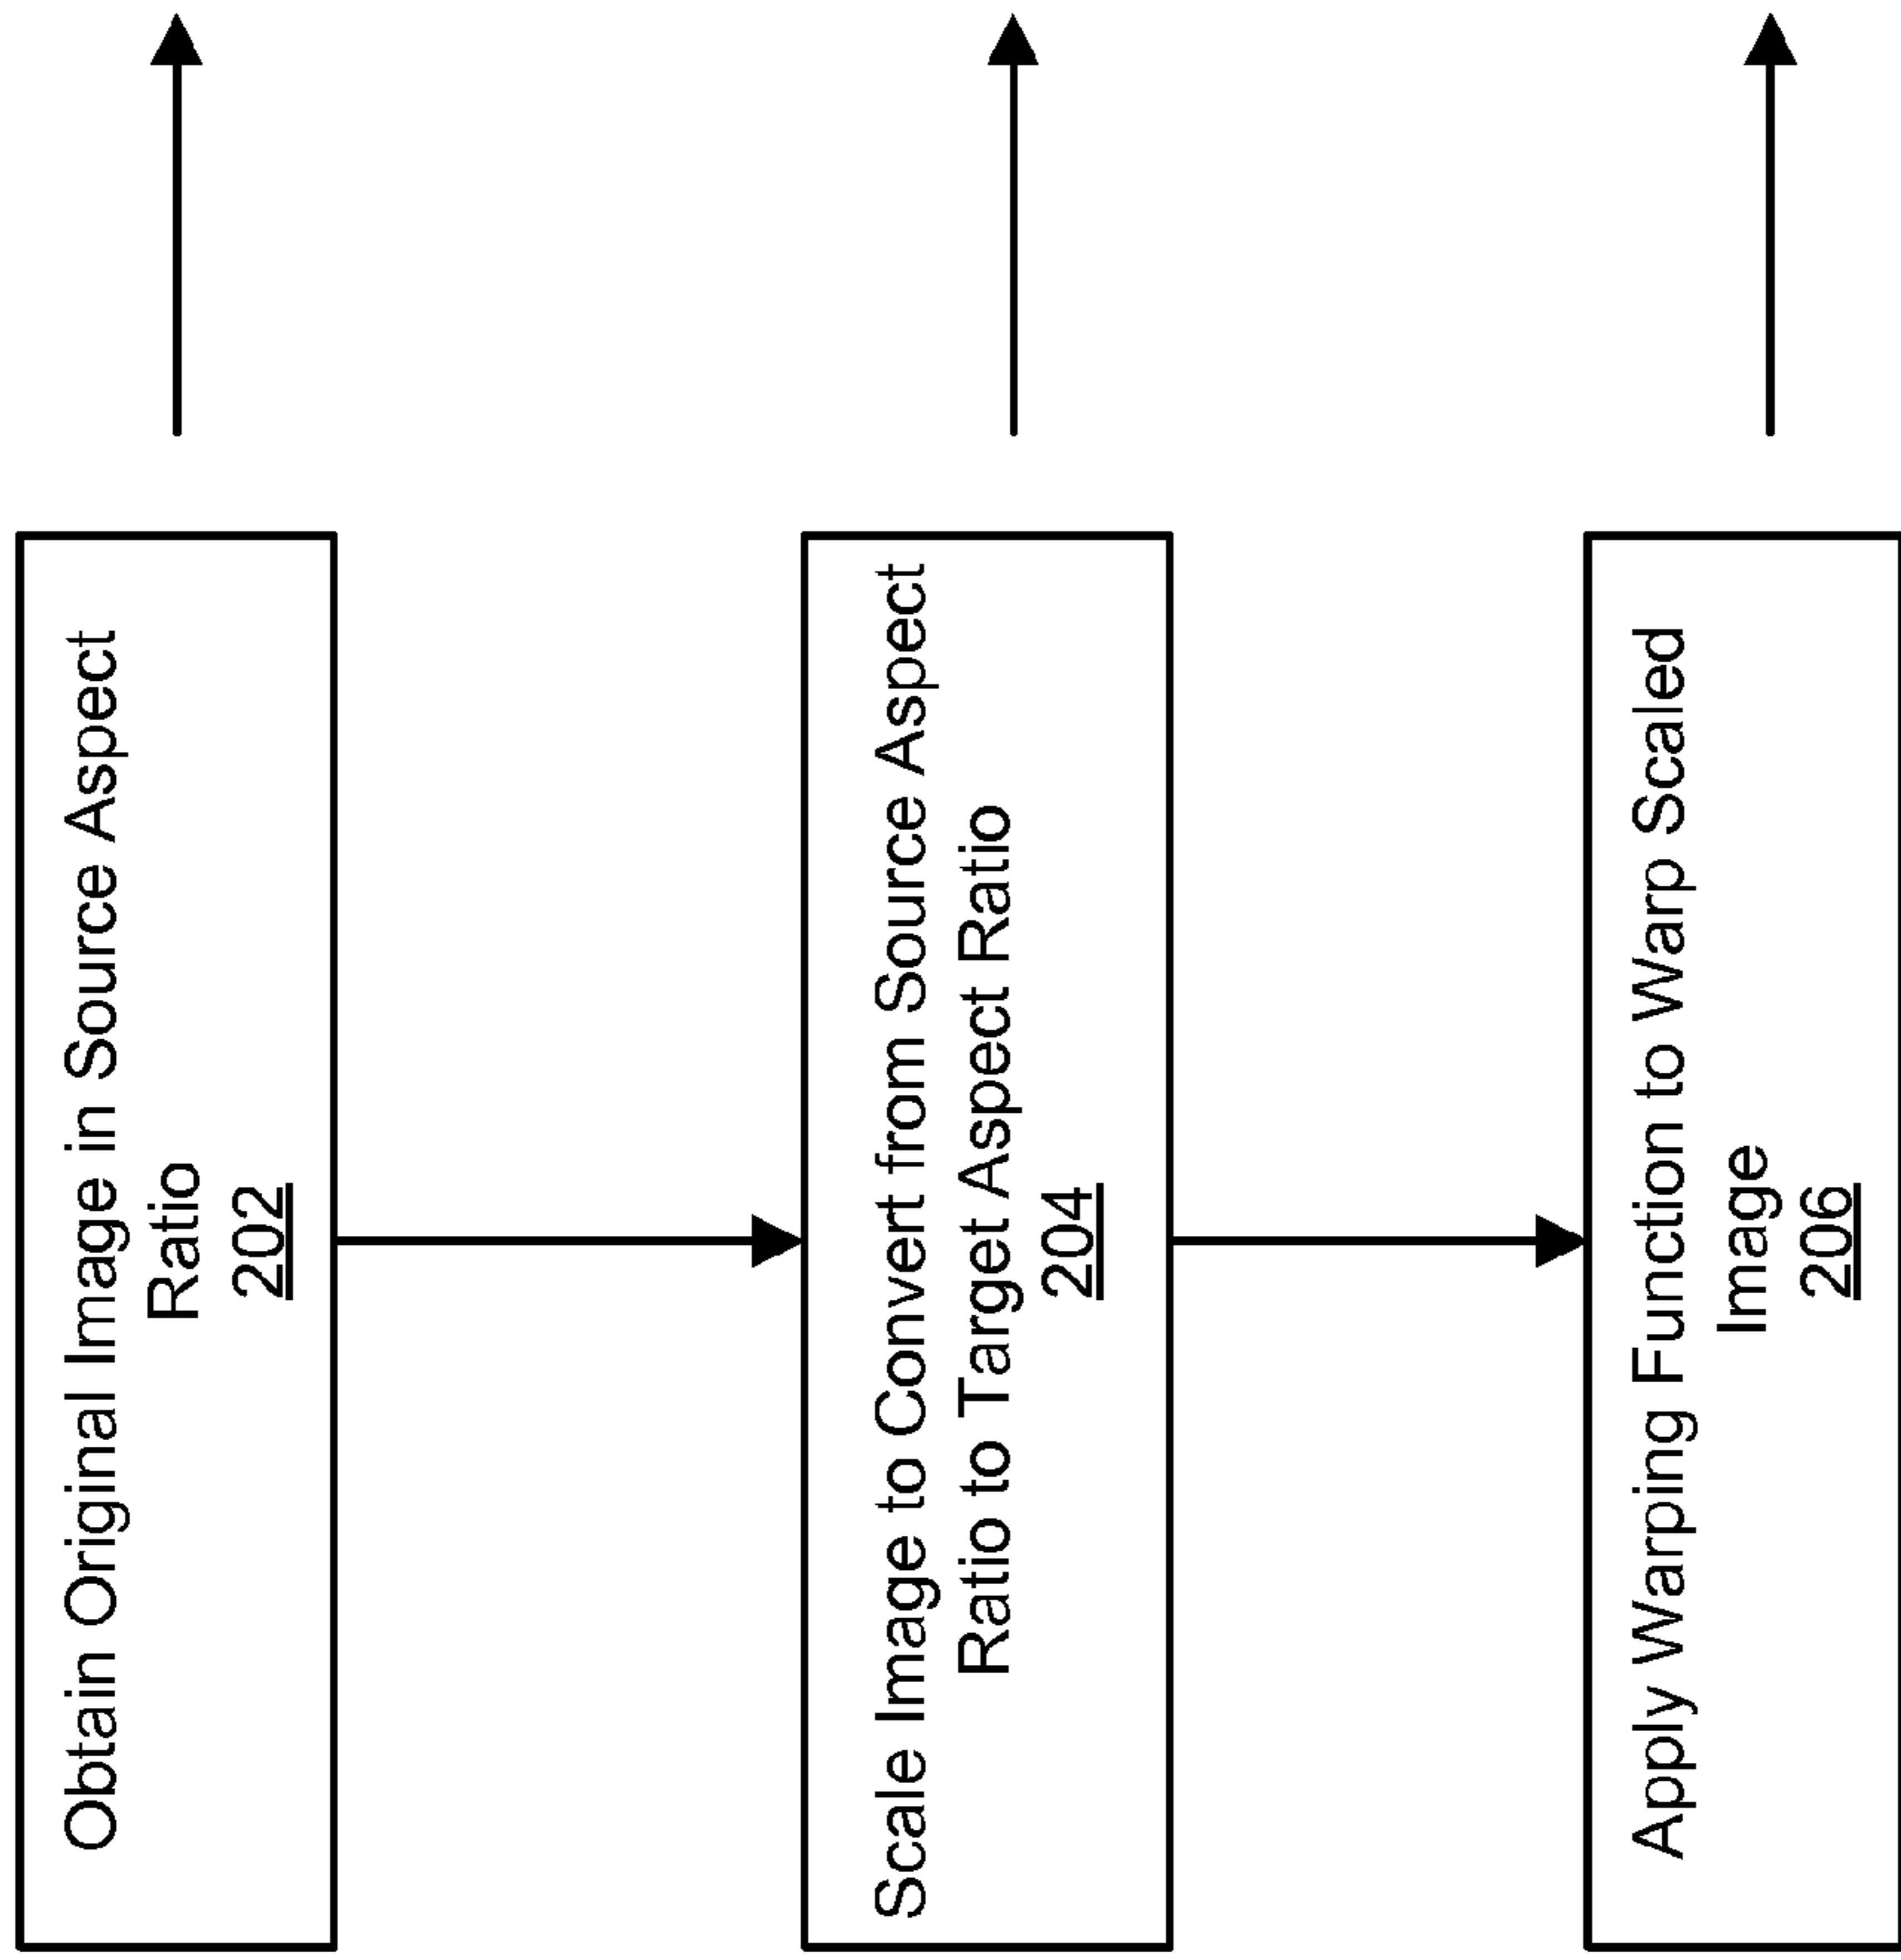 Obtain Original Image in Source Aspect
Ratio
202
Scale Image to Convert from Source Aspect
Ratio to Target Aspect Ratio
204
Apply Warping Function to Warp Scaled
Image
206